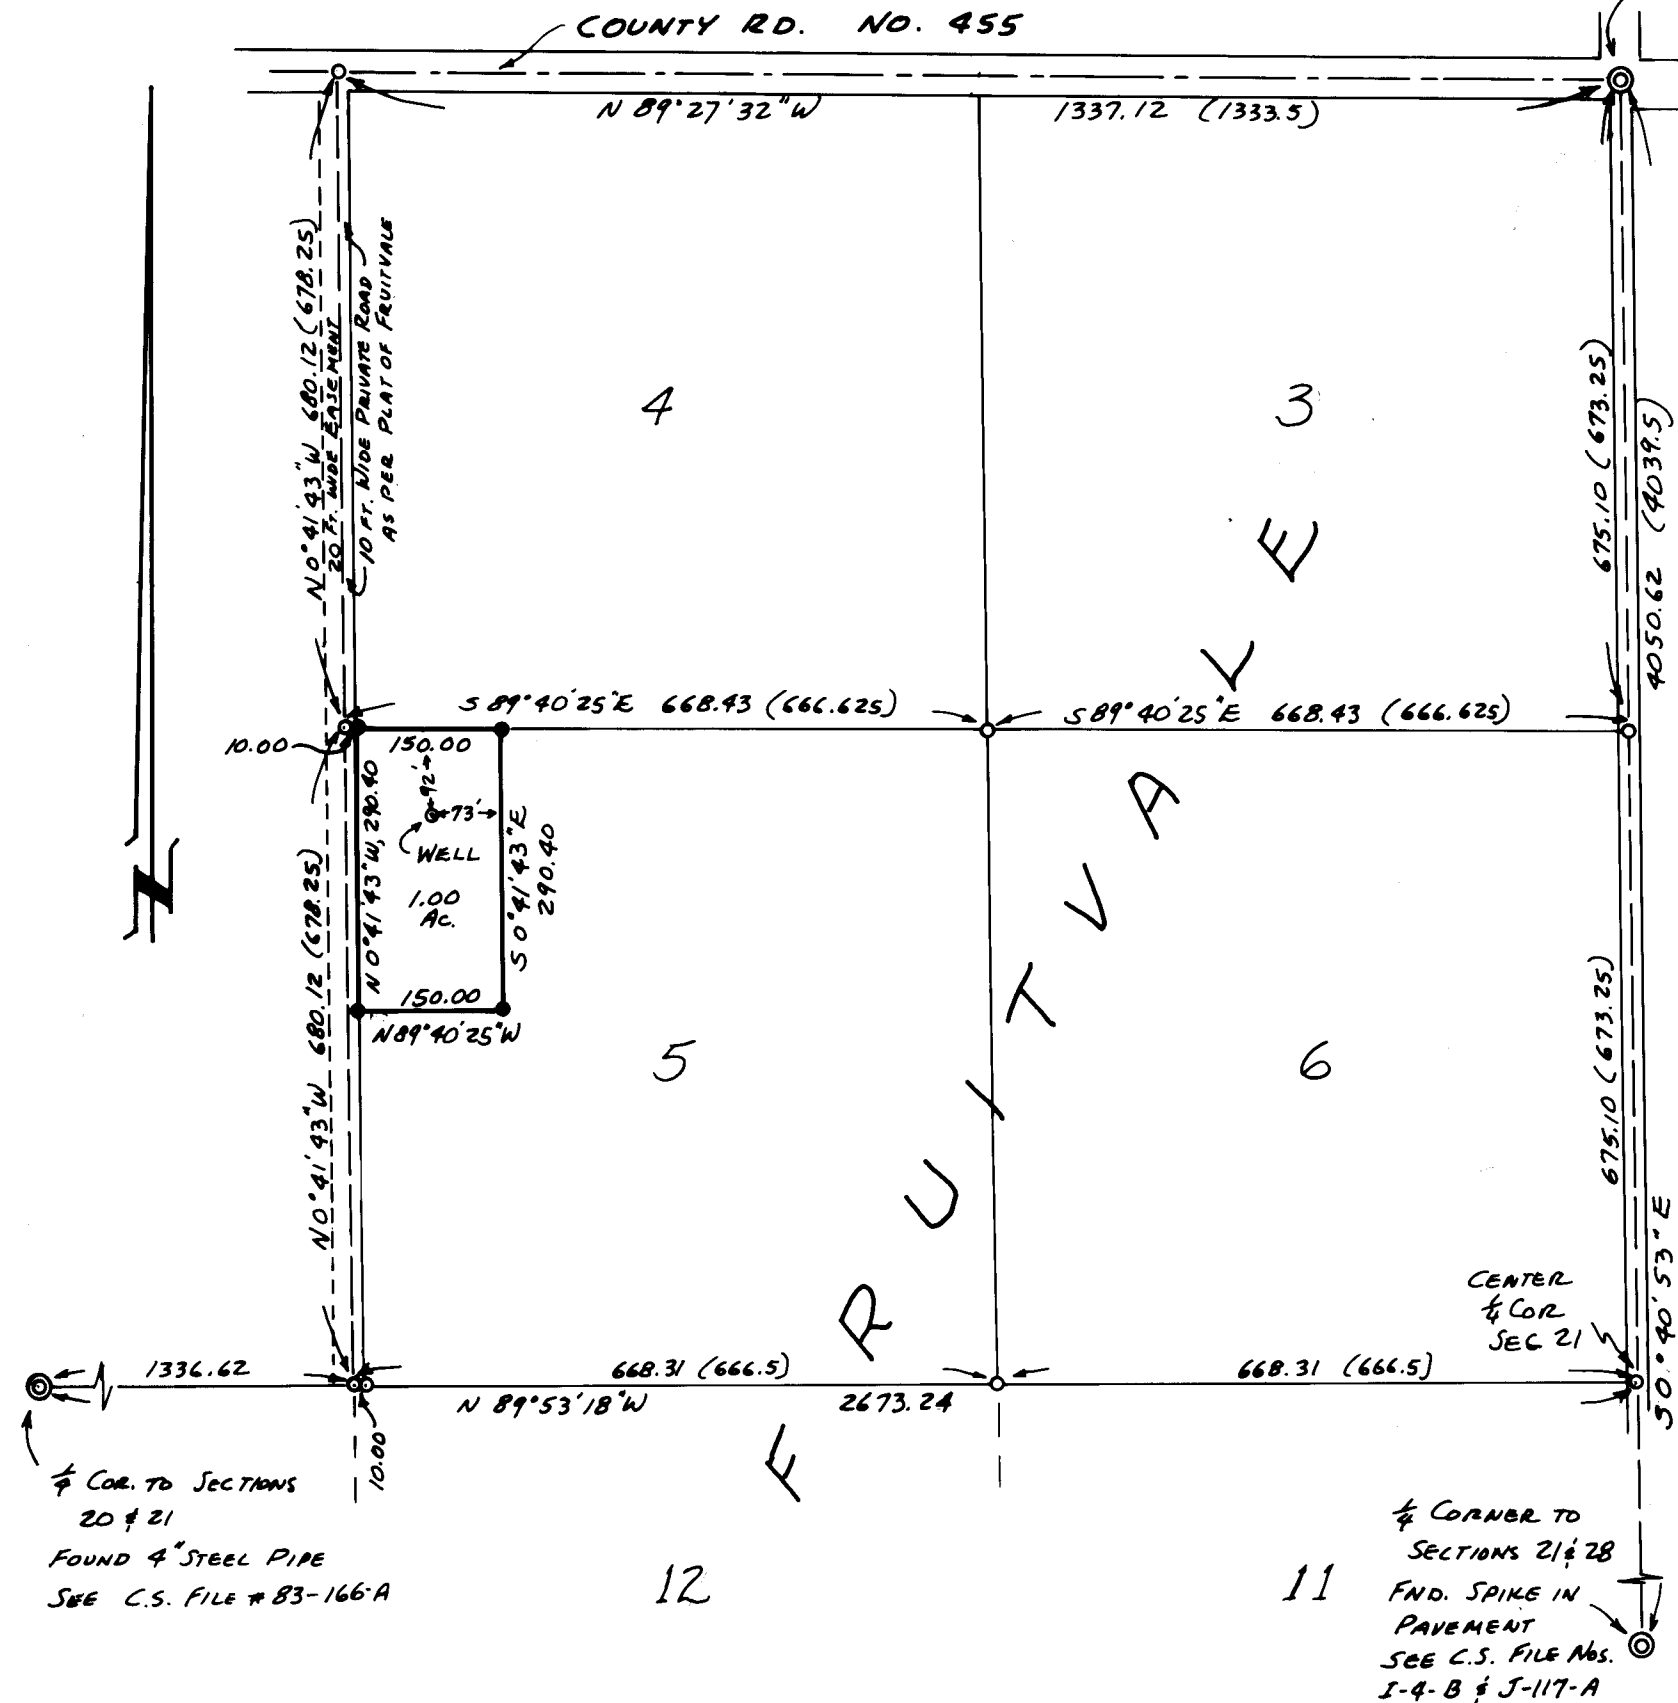 COUNTY RD. NO. 455
N 89°27'32"W 1337.12 (1333.5)
N 0°41'43"W 680.12 (678.25)
20 FT. WIDE EASEMENT
10 FT. WIDE PRIVATE ROAD
AS PER PLAT OF FRUITVALE
4
3
675.10 (673.25)
4050.62 (4039.5)
S 89°40'25"E 668.43 (666.625)
S 89°40'25"E 668.43 (666.625)
10.00
150.00
92'
73'
WELL
1.00
AC.
N 0°41'43"W, 290.40
S 0°41'43"E
290.40
150.00
N 89°40'25"W
N 0°41'43"W 680.12 (678.25)
5
6
675.10 (673.25)
S 0°40'53"E
FRUITVALE
CENTER
1/4 COR
SEC 21
1336.62
668.31 (666.5)
668.31 (666.5)
N 89°53'18"W 2673.24
10.00
1/4 COR. TO SECTIONS
20 & 21
FOUND 4" STEEL PIPE
SEE C.S. FILE # 83-166-A
12
11
1/4 CORNER TO
SECTIONS 21 & 28
FND. SPIKE IN
PAVEMENT
SEE C.S. FILE NOS.
I-4-B & J-117-A